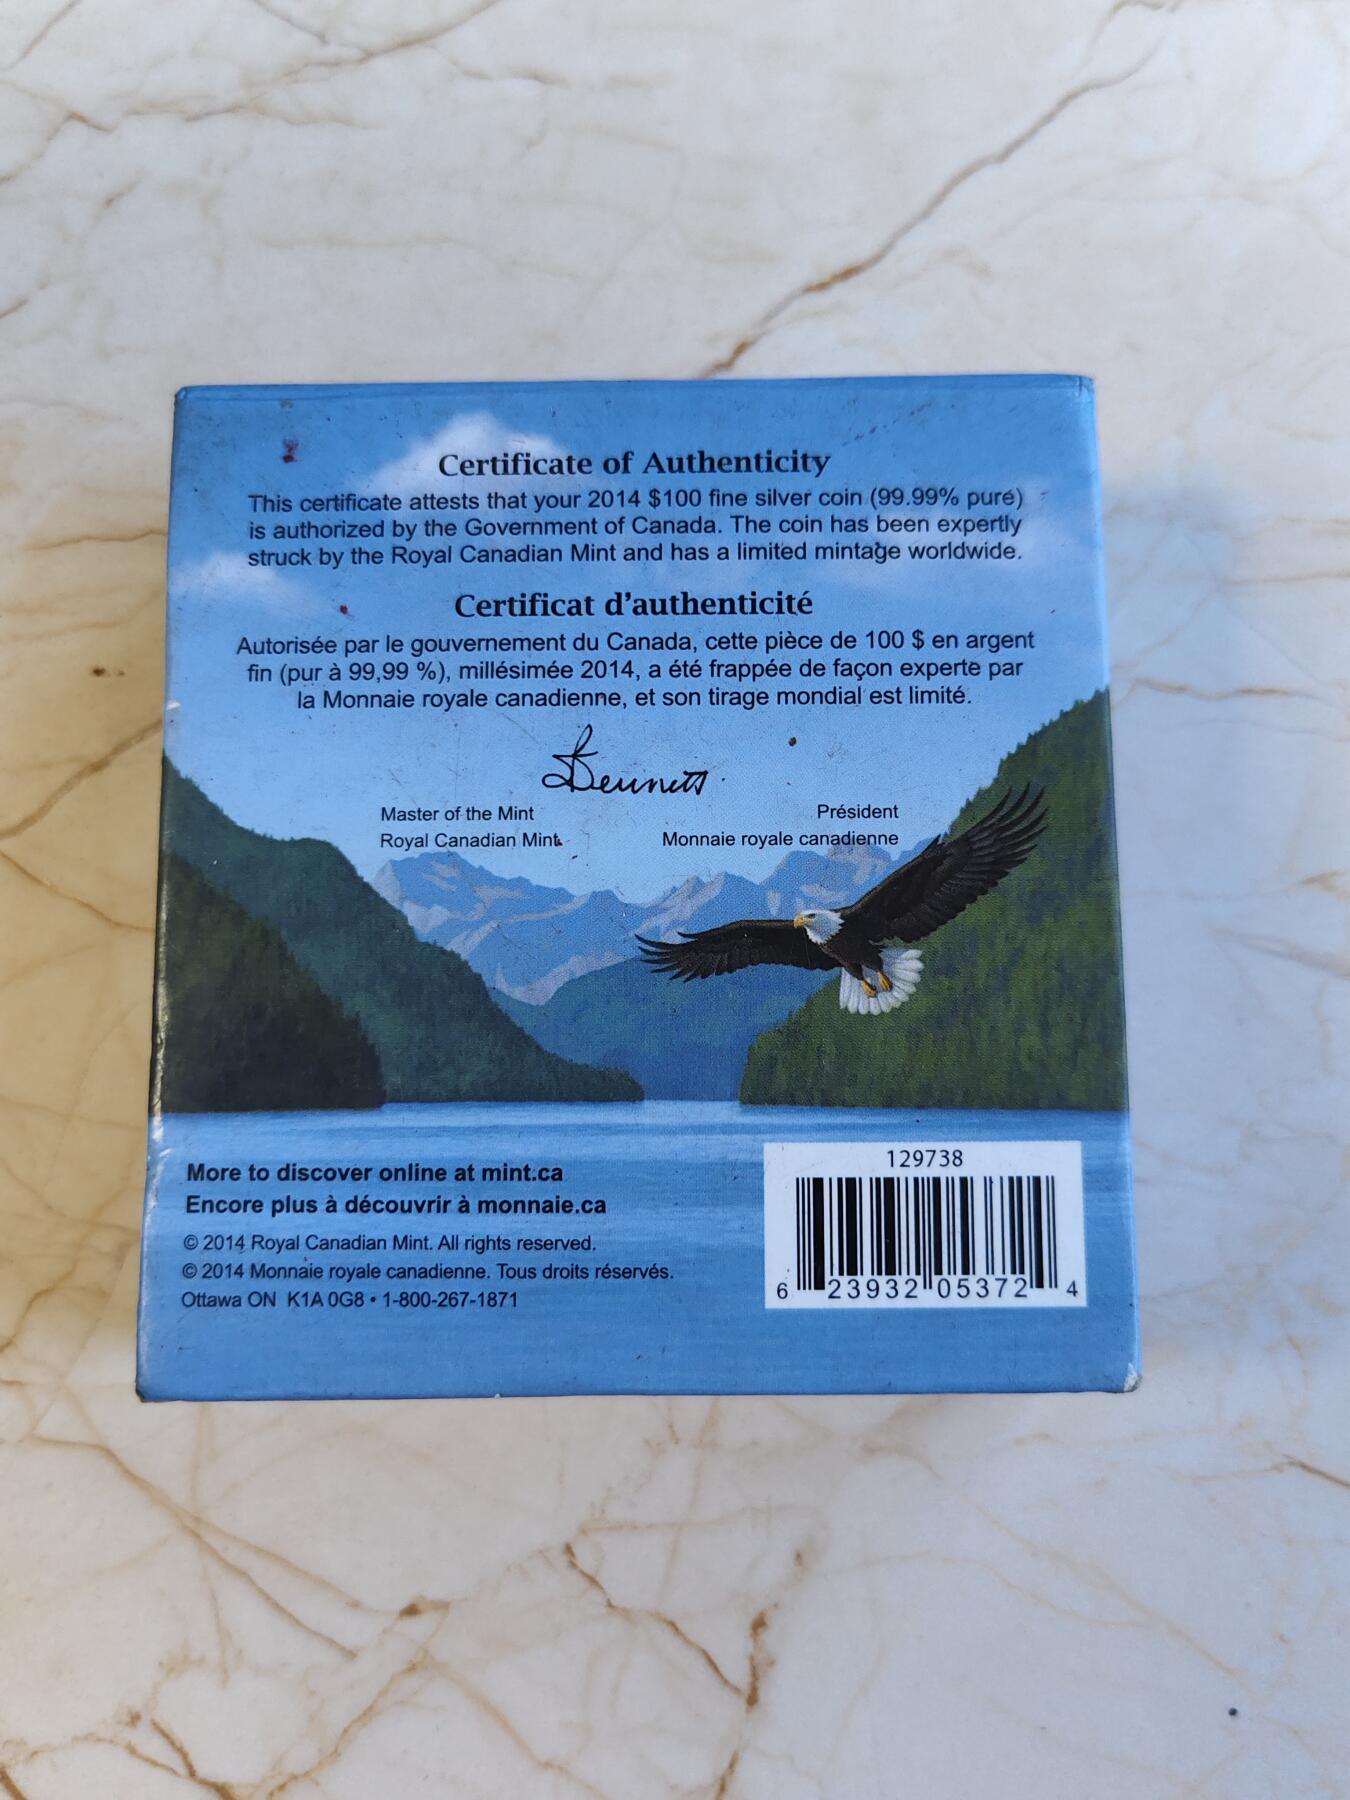 Certificate of Authenticity
This certificate attests that your 2014 $100 fine silver coin (99.99% pure)
is authorized by the Government of Canada. The coin has been expertly
struck by the Royal Canadian Mint and has a limited mintage worldwide.
Certificat d'authenticité
Autorisée par le gouvernement du Canada, cette pièce de 100 $ en argent
fin (pur à 99,99 %), millésimée 2014, a été frappée de façon experte par
la Monnaie royale canadienne, et son tirage mondial est limité.
Bennett
Master of the Mint
Royal Canadian Mint
Président
Monnaie royale canadienne
More to discover online at mint.ca
Encore plus à découvrir à monnaie.ca
© 2014 Royal Canadian Mint. All rights reserved.
© 2014 Monnaie royale canadienne. Tous droits réservés.
Ottawa ON K1A 0G8 • 1-800-267-1871
129738
6 23932 05372 4